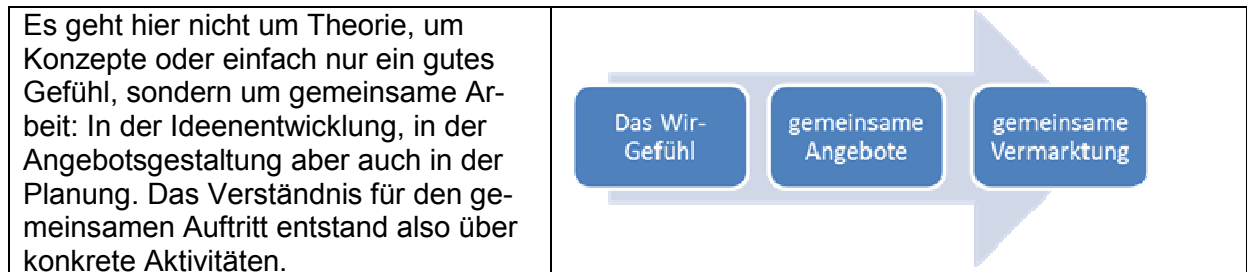 Es geht hier nicht um Theorie, um
Konzepte oder einfach nur ein gutes
Gefühl, sondern um gemeinsame Ar-
beit: In der Ideenentwicklung, in der
Angebotsgestaltung aber auch in der
Planung. Das Verständnis für den ge-
meinsamen Auftritt entstand also über
konkrete Aktivitäten.
Das Wir-
Gefühl
gemeinsame
Angebote
gemeinsame
Vermarktung